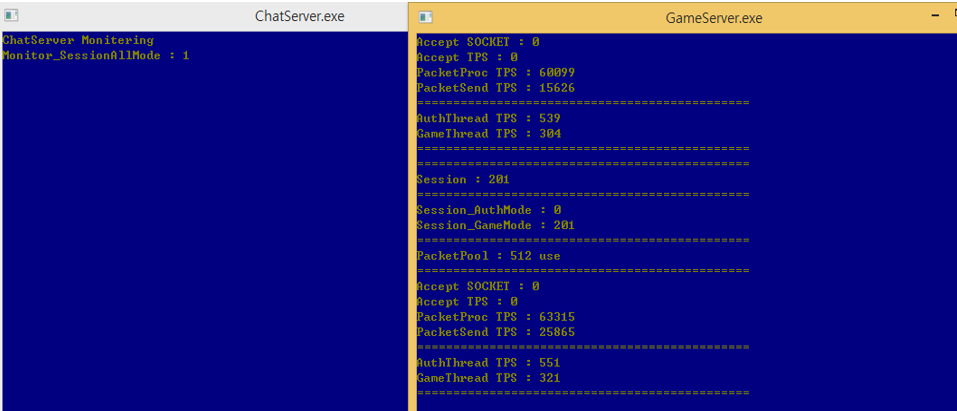 ChatServer.exe
ChatServer Monitering
Monitor_SessionAllMode : 1
GameServer.exe
Accept SOCKET : 0
Accept TPS : 0
PacketProc TPS : 60099
PacketSend TPS : 15626
==============================================
AuthThread TPS : 539
GameThread TPS : 304
==============================================
==============================================
Session : 201
==============================================
Session_AuthMode : 0
Session_GameMode : 201
==============================================
PacketPool : 512 use
==============================================
Accept SOCKET : 0
Accept TPS : 0
PacketProc TPS : 63315
PacketSend TPS : 25865
==============================================
AuthThread TPS : 551
GameThread TPS : 321
==============================================